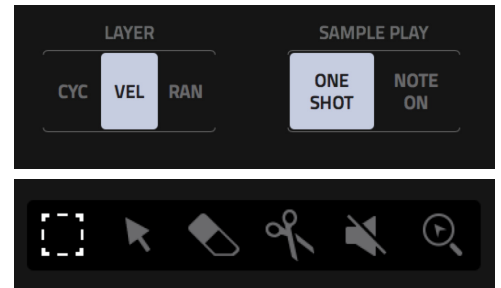 LAYER
SAMPLE PLAY
CYC VEL RAN
ONE SHOT
NOTE ON